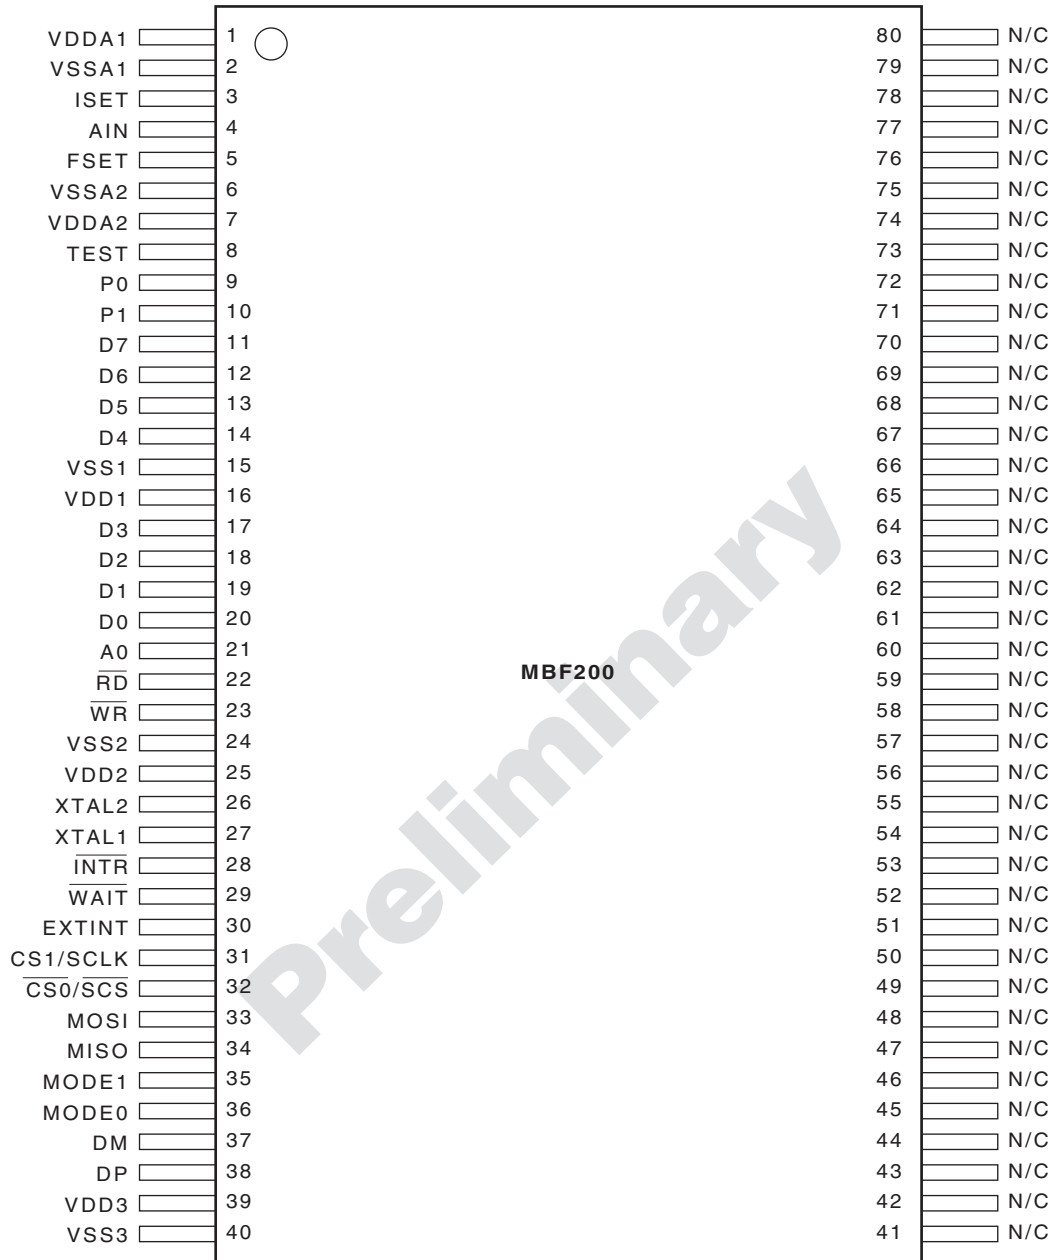 VDDA1 1 80 N/C
VSSA1 2 79 N/C
ISET 3 78 N/C
AIN 4 77 N/C
FSET 5 76 N/C
VSSA2 6 75 N/C
VDDA2 7 74 N/C
TEST 8 73 N/C
P0 9 72 N/C
P1 10 71 N/C
D7 11 70 N/C
D6 12 69 N/C
D5 13 68 N/C
D4 14 67 N/C
VSS1 15 66 N/C
VDD1 16 65 N/C
D3 17 64 N/C
D2 18 63 N/C
D1 19 62 N/C
D0 20 61 N/C
A0 21 60 N/C
R̅D̅ 22 59 N/C
MBF200
W̅R̅ 23 58 N/C
VSS2 24 57 N/C
VDD2 25 56 N/C
XTAL2 26 55 N/C
XTAL1 27 54 N/C
I̅N̅T̅R̅ 28 53 N/C
W̅A̅I̅T̅ 29 52 N/C
EXTINT 30 51 N/C
CS1/SCLK 31 50 N/C
C̅S̅0̅/S̅C̅S̅ 32 49 N/C
MOSI 33 48 N/C
MISO 34 47 N/C
MODE1 35 46 N/C
MODE0 36 45 N/C
DM 37 44 N/C
DP 38 43 N/C
VDD3 39 42 N/C
VSS3 40 41 N/C
Preliminary